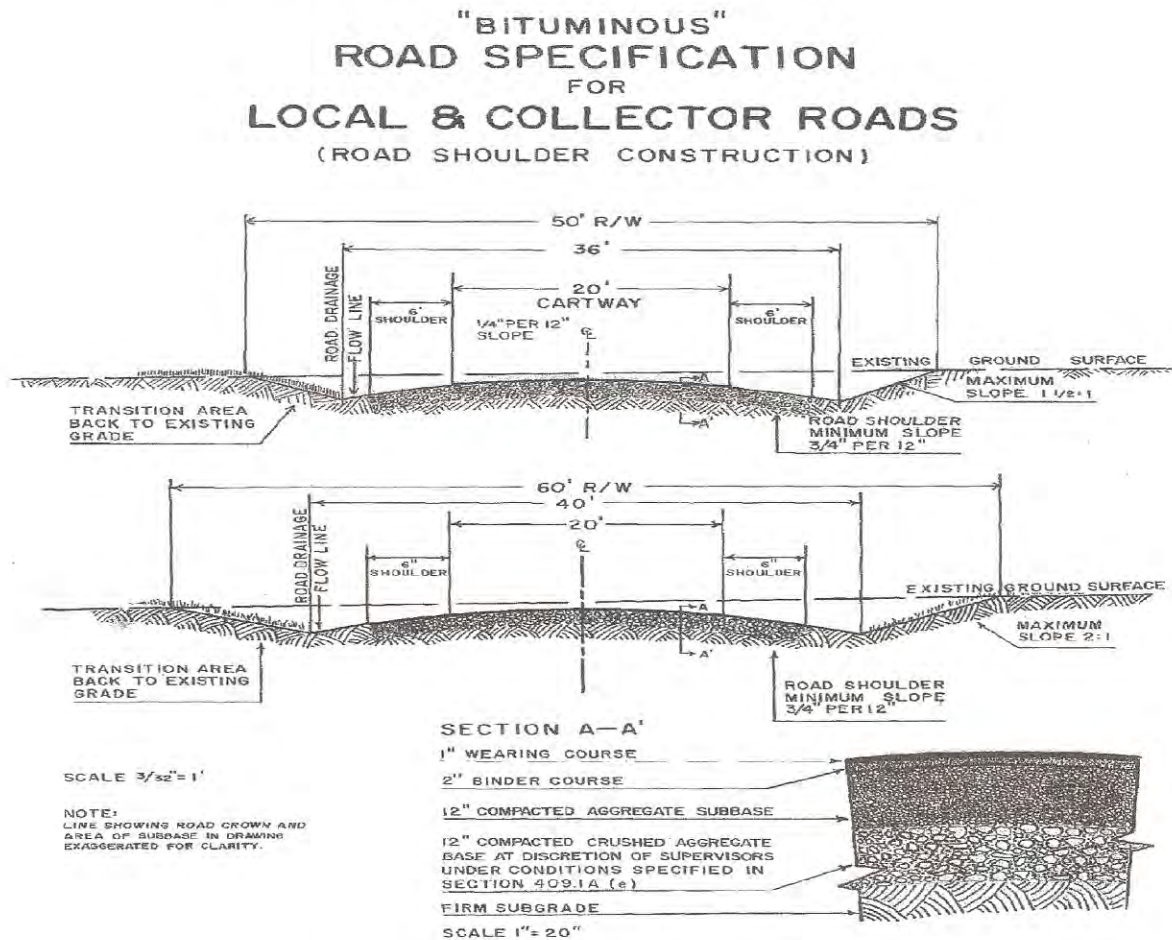 "BITUMINOUS"
ROAD SPECIFICATION
FOR
LOCAL & COLLECTOR ROADS
(ROAD SHOULDER CONSTRUCTION)
50' R/W
36'
20'
CARTWAY
6'
SHOULDER
6'
SHOULDER
1/4" PER 12"
SLOPE
℄
ROAD DRAINAGE
FLOW LINE
A
A'
EXISTING GROUND SURFACE
MAXIMUM
SLOPE 1 1/2:1
TRANSITION AREA
BACK TO EXISTING
GRADE
ROAD SHOULDER
MINIMUM SLOPE
3/4" PER 12"
60' R/W
40'
20'
℄
6"
SHOULDER
6"
SHOULDER
ROAD DRAINAGE
FLOW LINE
A
A'
EXISTING GROUND SURFACE
MAXIMUM
SLOPE 2:1
TRANSITION AREA
BACK TO EXISTING
GRADE
ROAD SHOULDER
MINIMUM SLOPE
3/4" PER 12"
SECTION A—A'
1" WEARING COURSE
2" BINDER COURSE
12" COMPACTED AGGREGATE SUBBASE
12" COMPACTED CRUSHED AGGREGATE
BASE AT DISCRETION OF SUPERVISORS
UNDER CONDITIONS SPECIFIED IN
SECTION 409.1A (e)
FIRM SUBGRADE
SCALE 1"= 20"
SCALE 3/32"= 1'
NOTE:
LINE SHOWING ROAD CROWN AND
AREA OF SUBBASE IN DRAWING
EXAGGERATED FOR CLARITY.